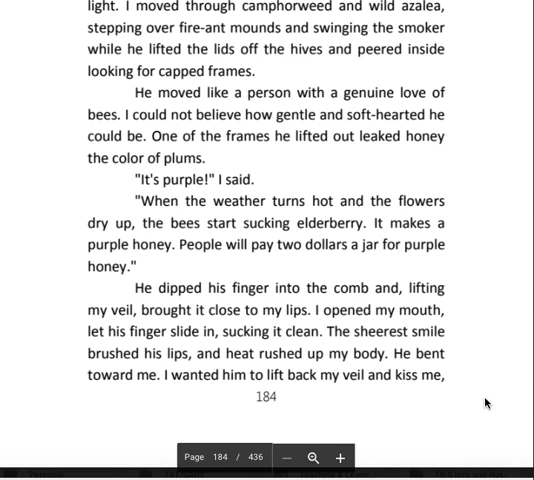 light. I moved through camphorweed and wild azalea,
stepping over fire-ant mounds and swinging the smoker
while he lifted the lids off the hives and peered inside
looking for capped frames.
He moved like a person with a genuine love of
bees. I could not believe how gentle and soft-hearted he
could be. One of the frames he lifted out leaked honey
the color of plums.
"It's purple!" I said.
"When the weather turns hot and the flowers
dry up, the bees start sucking elderberry. It makes a
purple honey. People will pay two dollars a jar for purple
honey."
He dipped his finger into the comb and, lifting
my veil, brought it close to my lips. I opened my mouth,
let his finger slide in, sucking it clean. The sheerest smile
brushed his lips, and heat rushed up my body. He bent
toward me. I wanted him to lift back my veil and kiss me,
184
Page 184 / 436